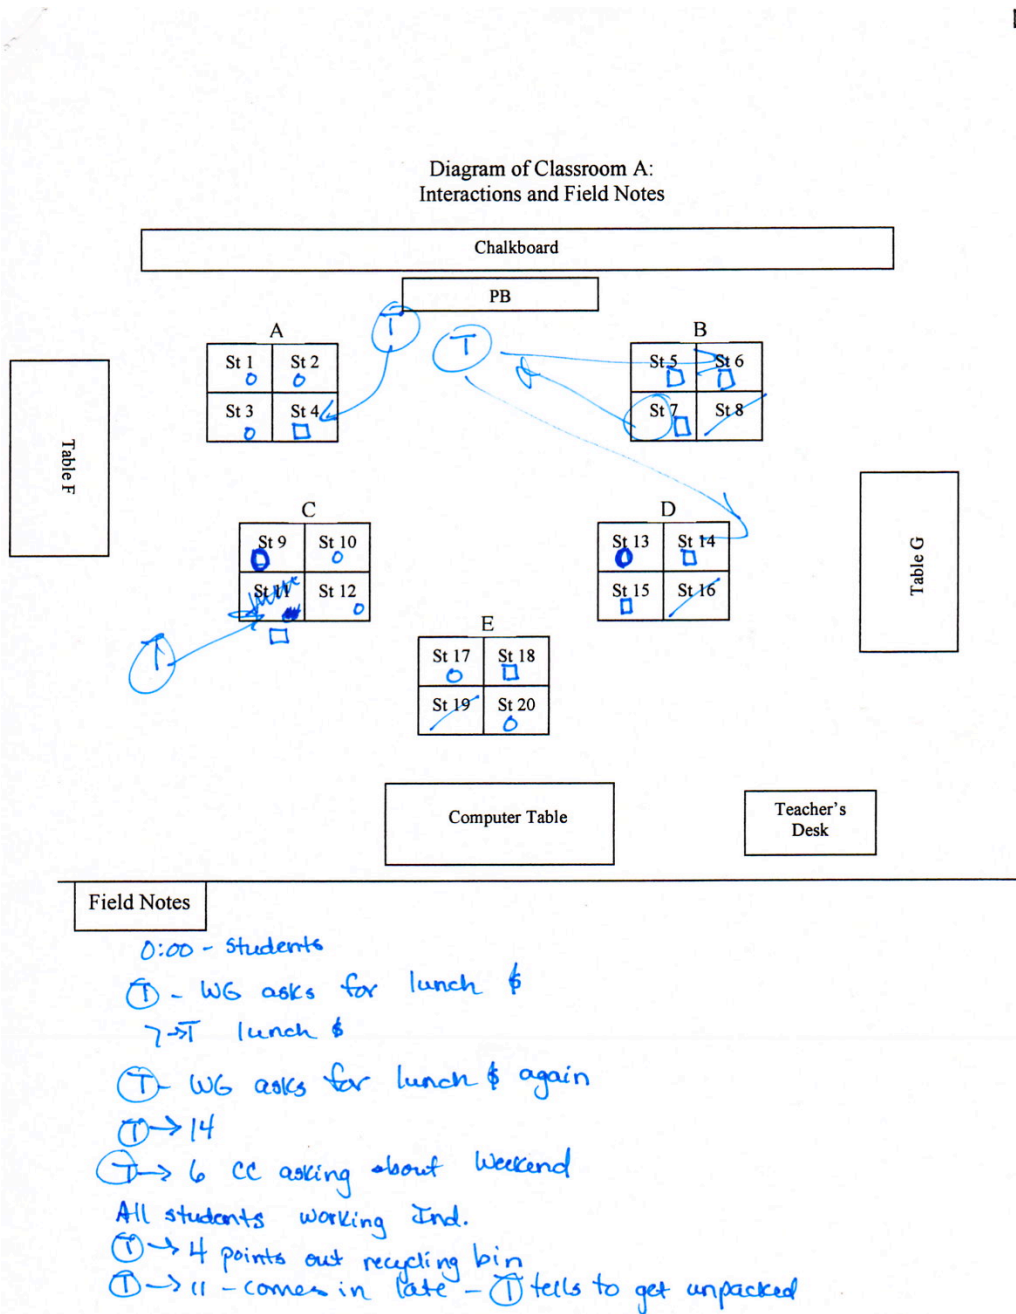 Diagram of Classroom A:
Interactions and Field Notes
Chalkboard
PB
T
T
A
B
St 1 St 2
St 5 St 6
St 3 St 4
St 7 St 8
Table F
C
D
St 9 St 10
St 13 St 14
St 11 St 12
St 15 St 16
Table G
T
E
St 17 St 18
St 19 St 20
Computer Table
Teacher's
Desk
Field Notes
0:00 - Students
T - WG asks for lunch $
7→T lunch $
T - WG asks for lunch $ again
T → 14
T → 6 CC asking about Weekend
All students working Ind.
T → 4 points out recycling bin
T → 11 - comes in late - T tells to get unpacked